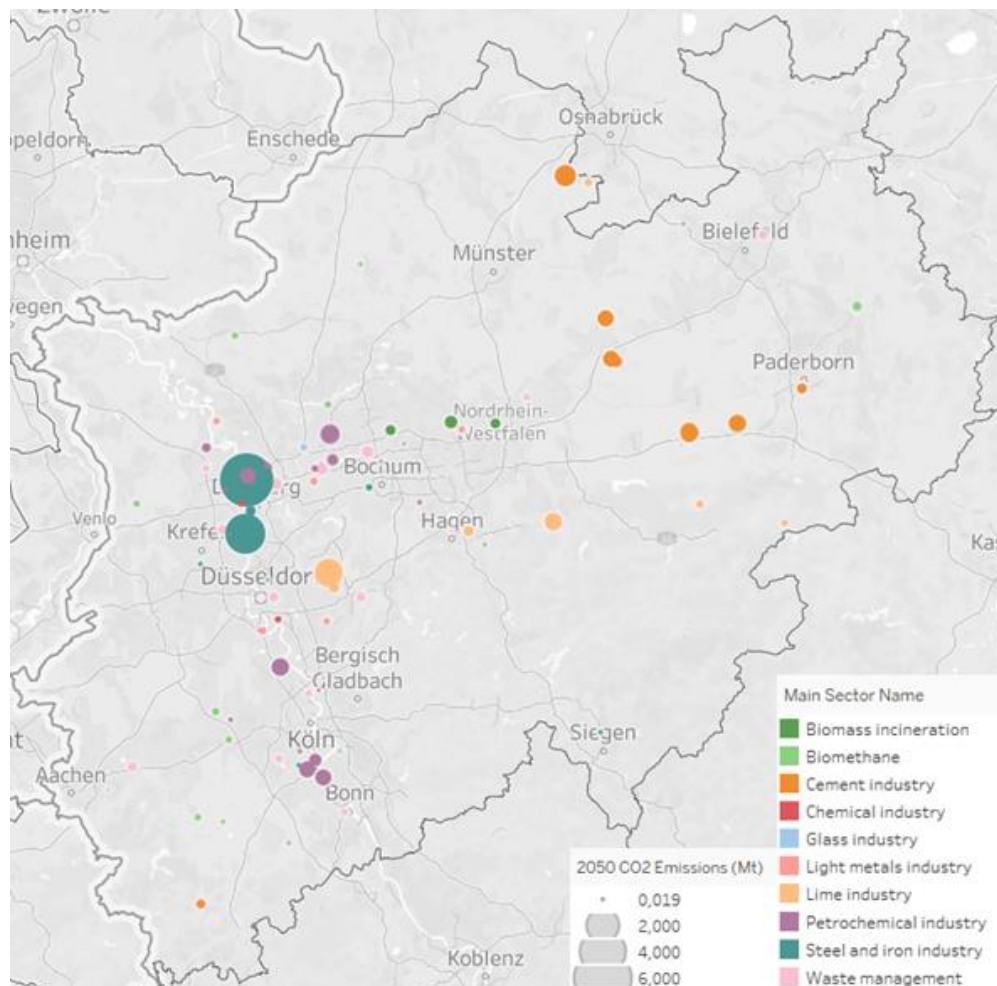 Osnabrück
Enschede
Bielefeld
Münster
Paderborn
Nordrhein-
Westfalen
Bochum
Venlo
Hagen
Bergisch
Gladbach
Siegen
Köln
Aachen
Bonn
Koblenz
Main Sector Name
Biomass incineration
Biomethane
Cement industry
Chemical industry
Glass industry
Light metals industry
Lime industry
Petrochemical industry
Steel and iron industry
Waste management
2050 CO2 Emissions (Mt)
0,019
2,000
4,000
6,000